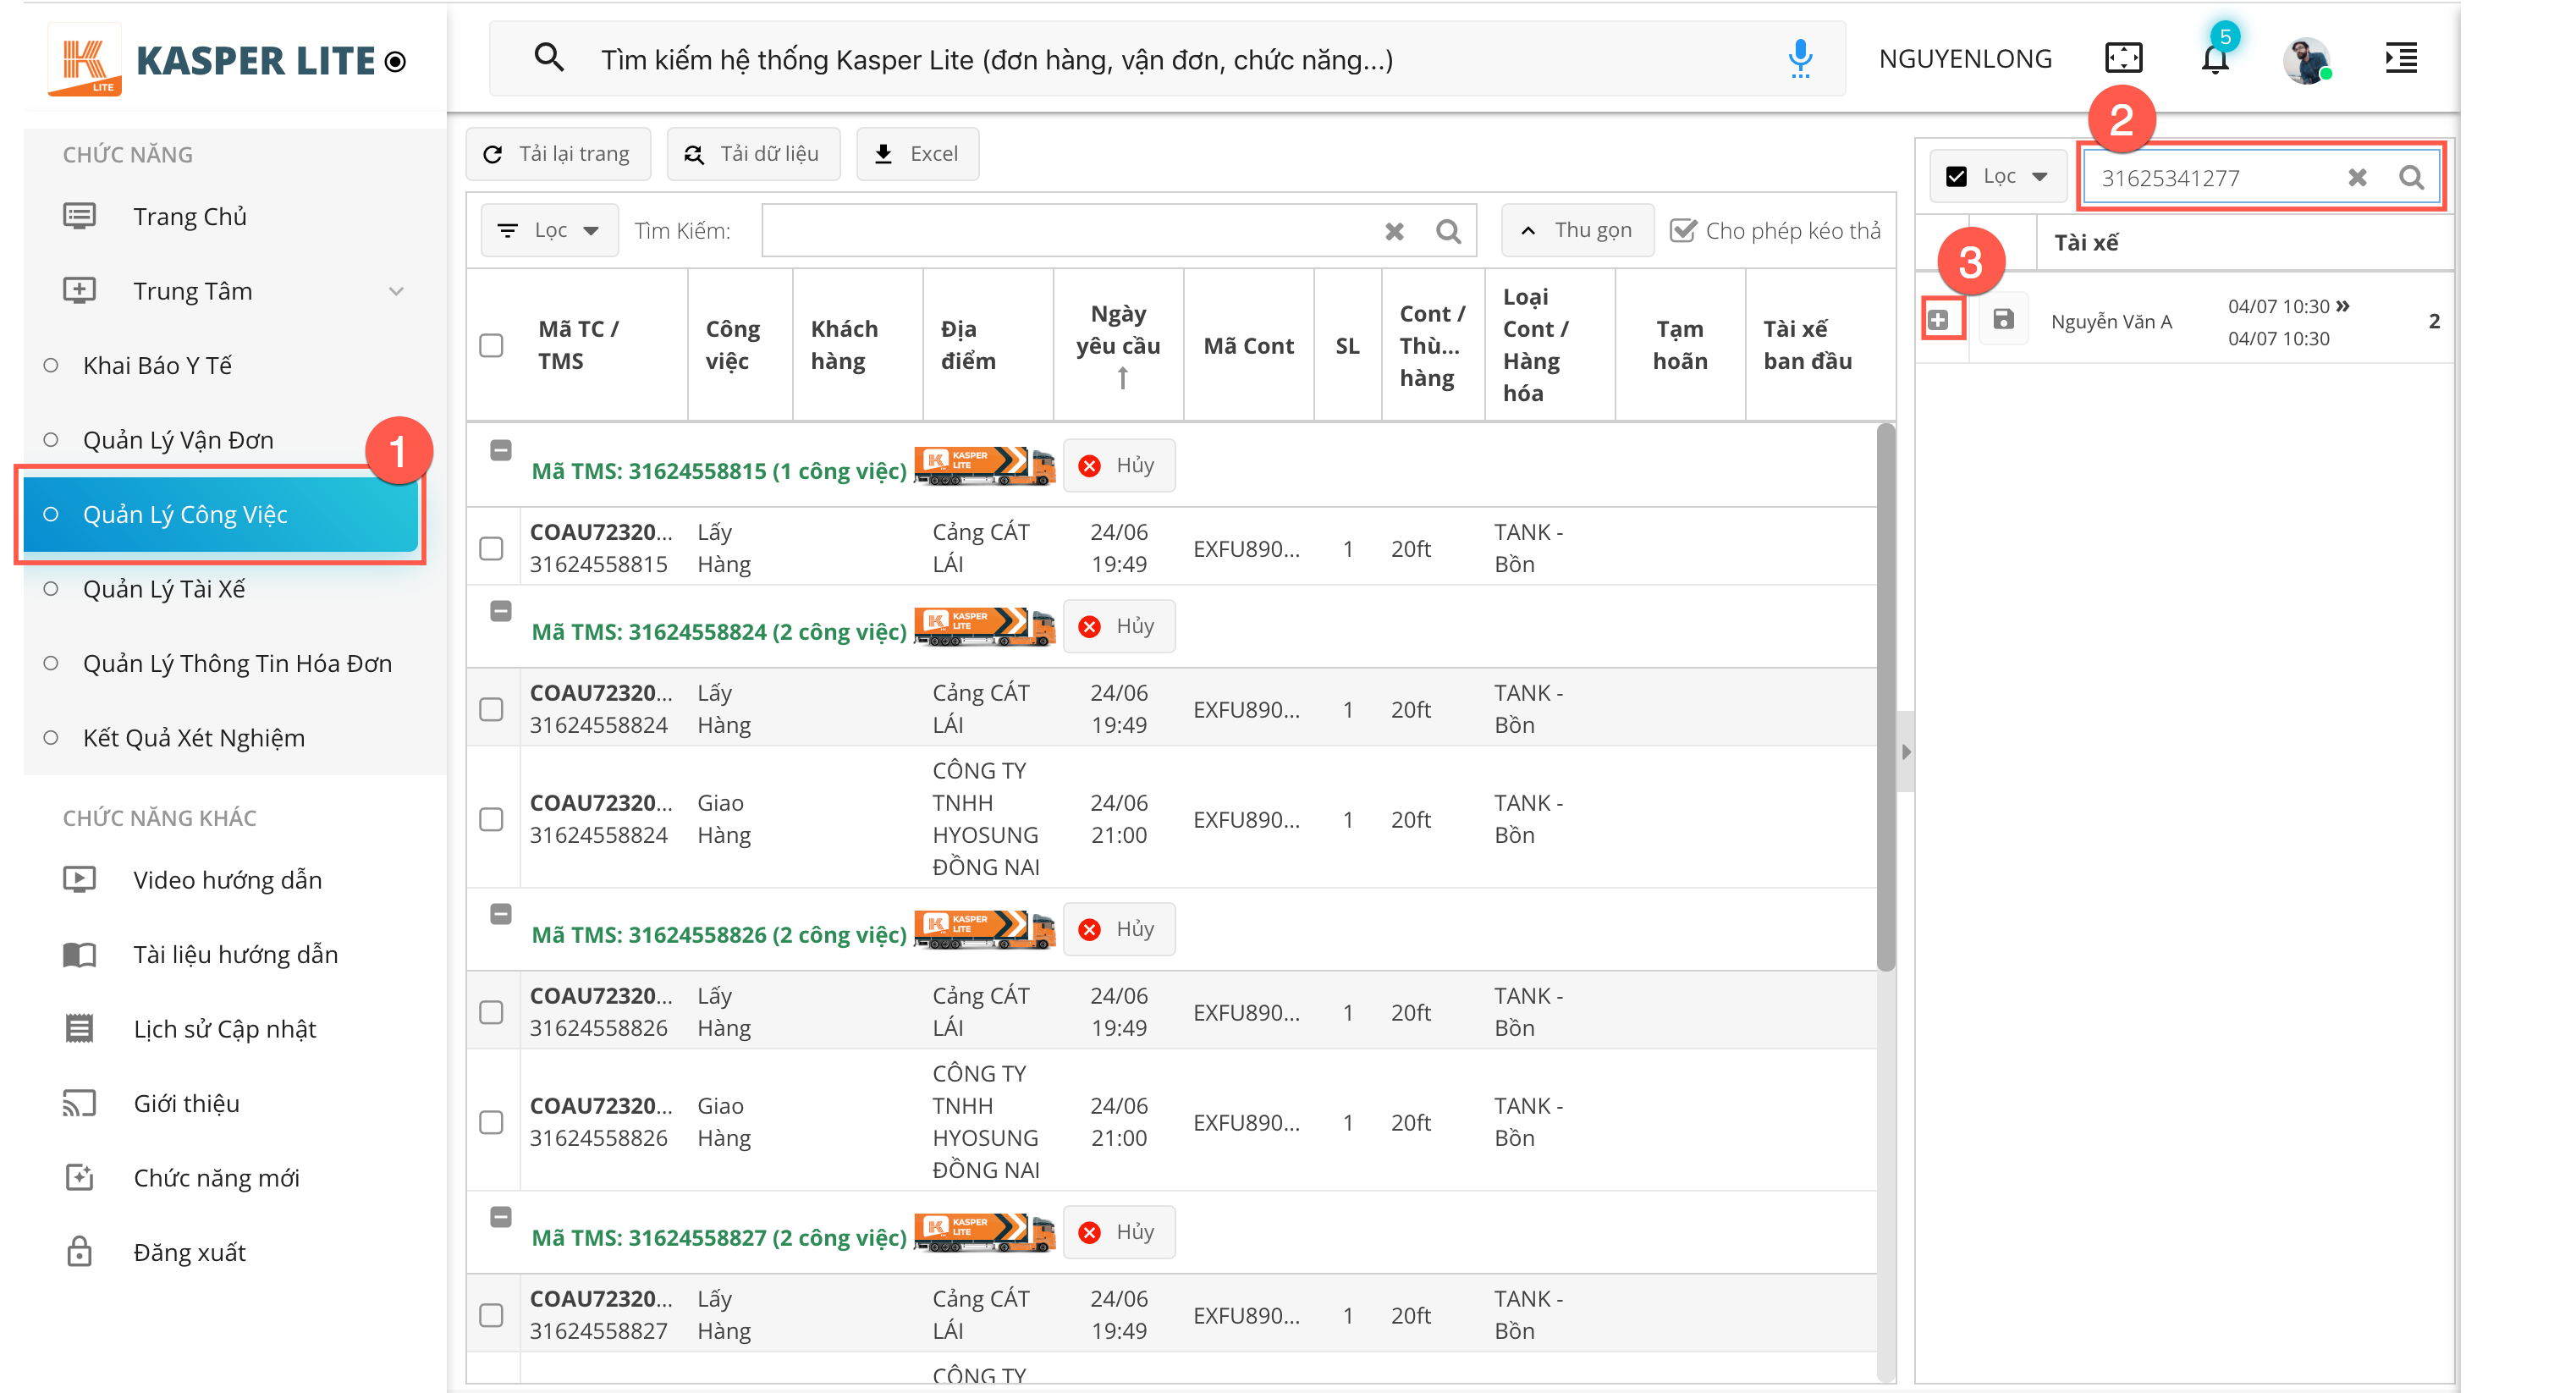 KASPER LITE
LITE
Tìm kiếm hệ thống Kasper Lite (đơn hàng, vận đơn, chức năng...)
NGUYENLONG
5
CHỨC NĂNG
Trang Chủ
Trung Tâm
Khai Báo Y Tế
Quản Lý Vận Đơn
1
Quản Lý Công Việc
Quản Lý Tài Xế
Quản Lý Thông Tin Hóa Đơn
Kết Quả Xét Nghiệm
CHỨC NĂNG KHÁC
Video hướng dẫn
Tài liệu hướng dẫn
Lịch sử Cập nhật
Giới thiệu
Chức năng mới
Đăng xuất
Tải lại trang
Tải dữ liệu
Excel
Lọc
Tìm Kiếm:
Thu gọn
Cho phép kéo thả
Mã TC /
TMS
Công
việc
Khách
hàng
Địa
điểm
Ngày
yêu cầu
Mã Cont
SL
Cont /
Thù...
hàng
Loại
Cont /
Hàng
hóa
Tạm
hoãn
Tài xế
ban đầu
Mã TMS: 31624558815 (1 công việc)
KASPER
LITE
Hủy
COAU72320...
31624558815
Lấy
Hàng
Cảng CÁT
LÁI
24/06
19:49
EXFU890...
1
20ft
TANK -
Bồn
Mã TMS: 31624558824 (2 công việc)
KASPER
LITE
Hủy
COAU72320...
31624558824
Lấy
Hàng
Cảng CÁT
LÁI
24/06
19:49
EXFU890...
1
20ft
TANK -
Bồn
COAU72320...
31624558824
Giao
Hàng
CÔNG TY
TNHH
HYOSUNG
ĐỒNG NAI
24/06
21:00
EXFU890...
1
20ft
TANK -
Bồn
Mã TMS: 31624558826 (2 công việc)
KASPER
LITE
Hủy
COAU72320...
31624558826
Lấy
Hàng
Cảng CÁT
LÁI
24/06
19:49
EXFU890...
1
20ft
TANK -
Bồn
COAU72320...
31624558826
Giao
Hàng
CÔNG TY
TNHH
HYOSUNG
ĐỒNG NAI
24/06
21:00
EXFU890...
1
20ft
TANK -
Bồn
Mã TMS: 31624558827 (2 công việc)
KASPER
LITE
Hủy
COAU72320...
31624558827
Lấy
Hàng
Cảng CÁT
LÁI
24/06
19:49
EXFU890...
1
20ft
TANK -
Bồn
CÔNG TY
2
Lọc
31625341277
3
Tài xế
Nguyễn Văn A
04/07 10:30 »
04/07 10:30
2